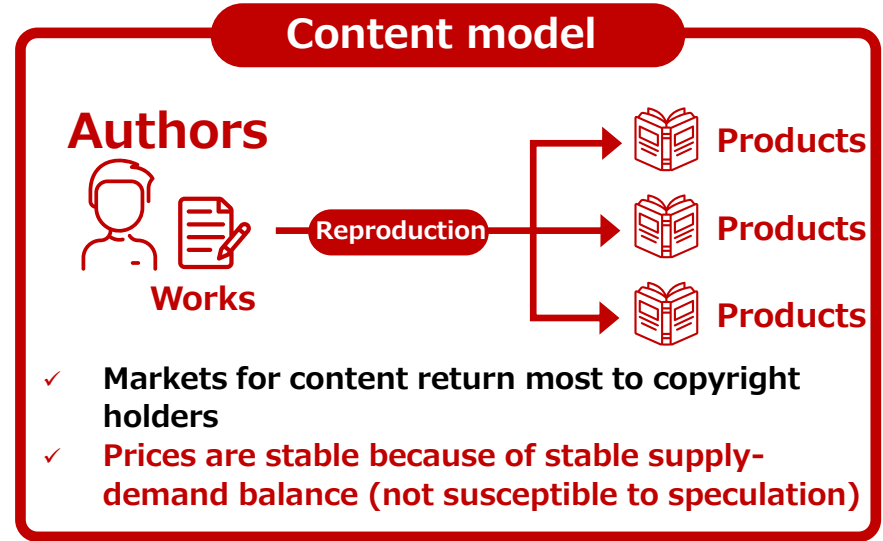 Content model
Authors
Works
Reproduction
Products
Products
Products
✓ Markets for content return most to copyright
holders
✓ Prices are stable because of stable supply-
demand balance (not susceptible to speculation)